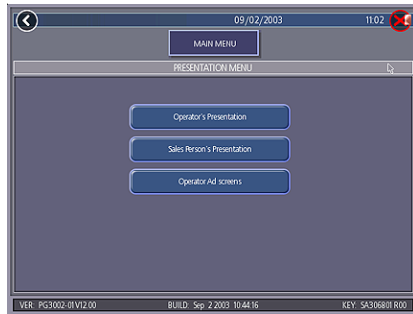 09/02/2003 11:02
MAIN MENU
PRESENTATION MENU
Operator's Presentation
Sales Person's Presentation
Operator Ad screens
VER: PG3002-01V12.00 BUILD: Sep 2 2003 10:44:16 KEY: SA306801 R00